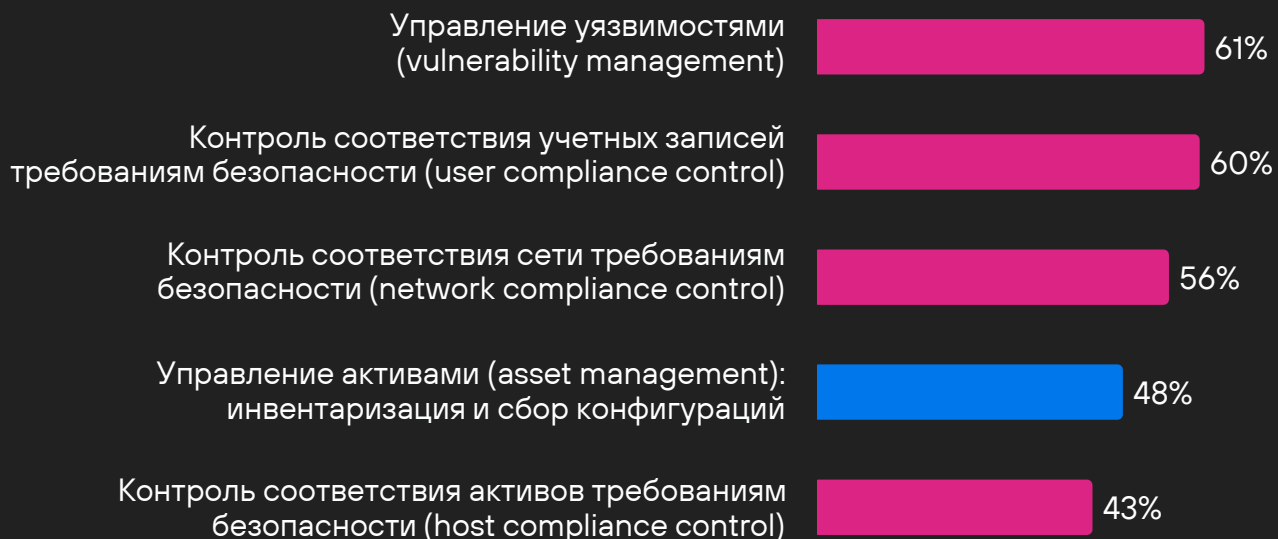 Управление уязвимостями
(vulnerability management)
61%
Контроль соответствия учетных записей
требованиям безопасности (user compliance control)
60%
Контроль соответствия сети требованиям
безопасности (network compliance control)
56%
Управление активами (asset management):
инвентаризация и сбор конфигураций
48%
Контроль соответствия активов требованиям
безопасности (host compliance control)
43%